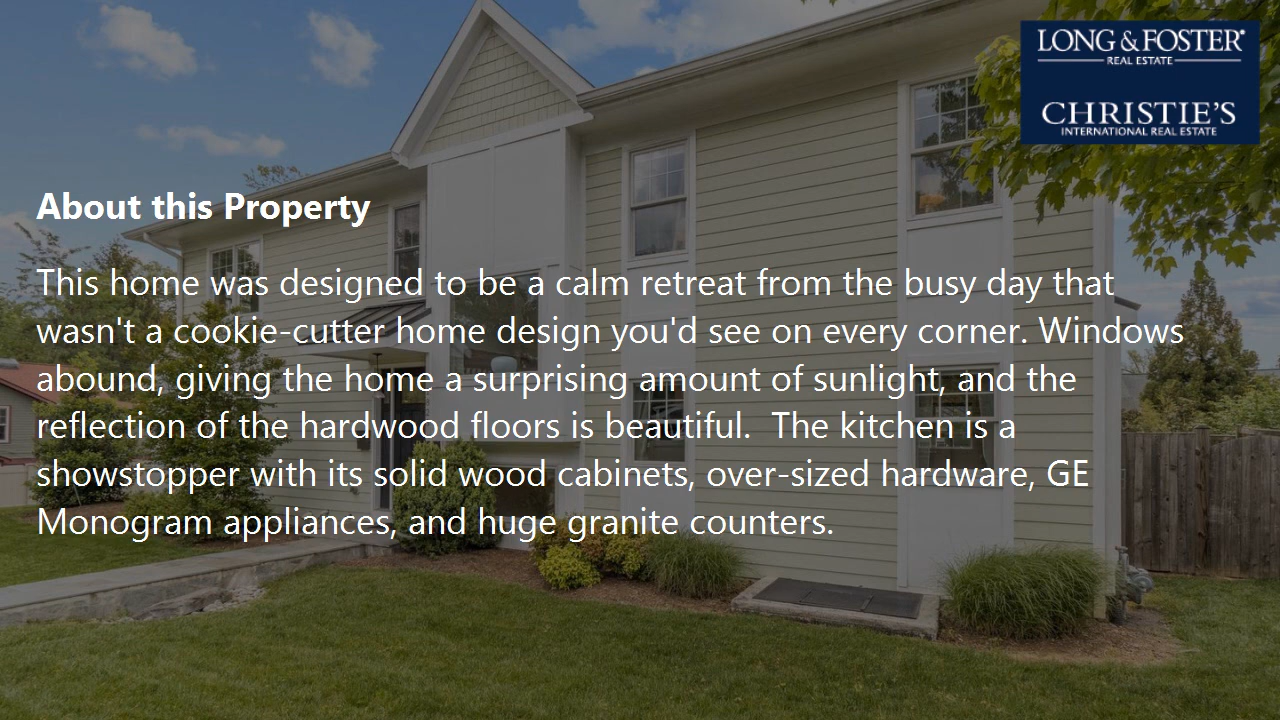 LONG & FOSTER®
REAL ESTATE
CHRISTIE'S
INTERNATIONAL REAL ESTATE
About this Property
This home was designed to be a calm retreat from the busy day that
wasn't a cookie-cutter home design you'd see on every corner. Windows
abound, giving the home a surprising amount of sunlight, and the
reflection of the hardwood floors is beautiful.  The kitchen is a
showstopper with its solid wood cabinets, over-sized hardware, GE
Monogram appliances, and huge granite counters.